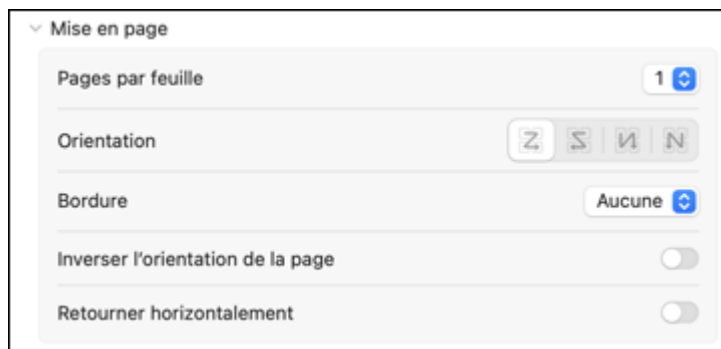 Mise en page
Pages par feuille
1
Orientation
Bordure
Aucune
Inverser l'orientation de la page
Retourner horizontalement